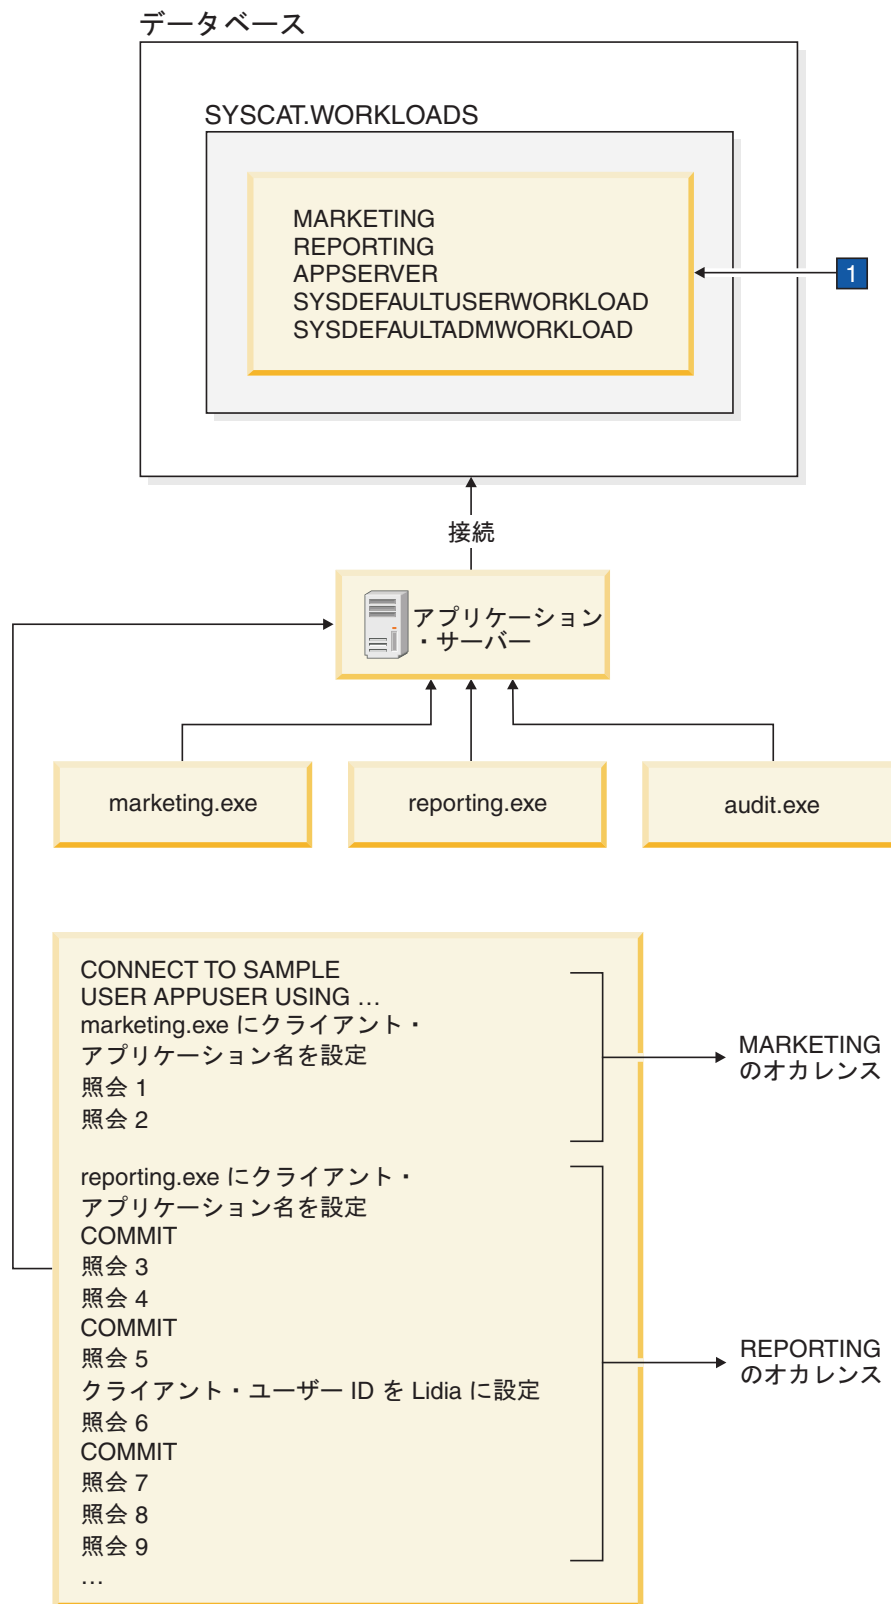 データベース
SYSCAT.WORKLOADS
MARKETING
REPORTING
APPSERVER
SYSDEFAULTUSERWORKLOAD
SYSDEFAULTADMWORKLOAD
1
接続
アプリケーション
・サーバー
marketing.exe
reporting.exe
audit.exe
CONNECT TO SAMPLE
USER APPUSER USING ...
marketing.exe にクライアント・
アプリケーション名を設定
照会 1
照会 2
MARKETING
のオカレンス
reporting.exe にクライアント・
アプリケーション名を設定
COMMIT
照会 3
照会 4
COMMIT
照会 5
クライアント・ユーザー ID を Lidia に設定
照会 6
COMMIT
照会 7
照会 8
照会 9
...
REPORTING
のオカレンス